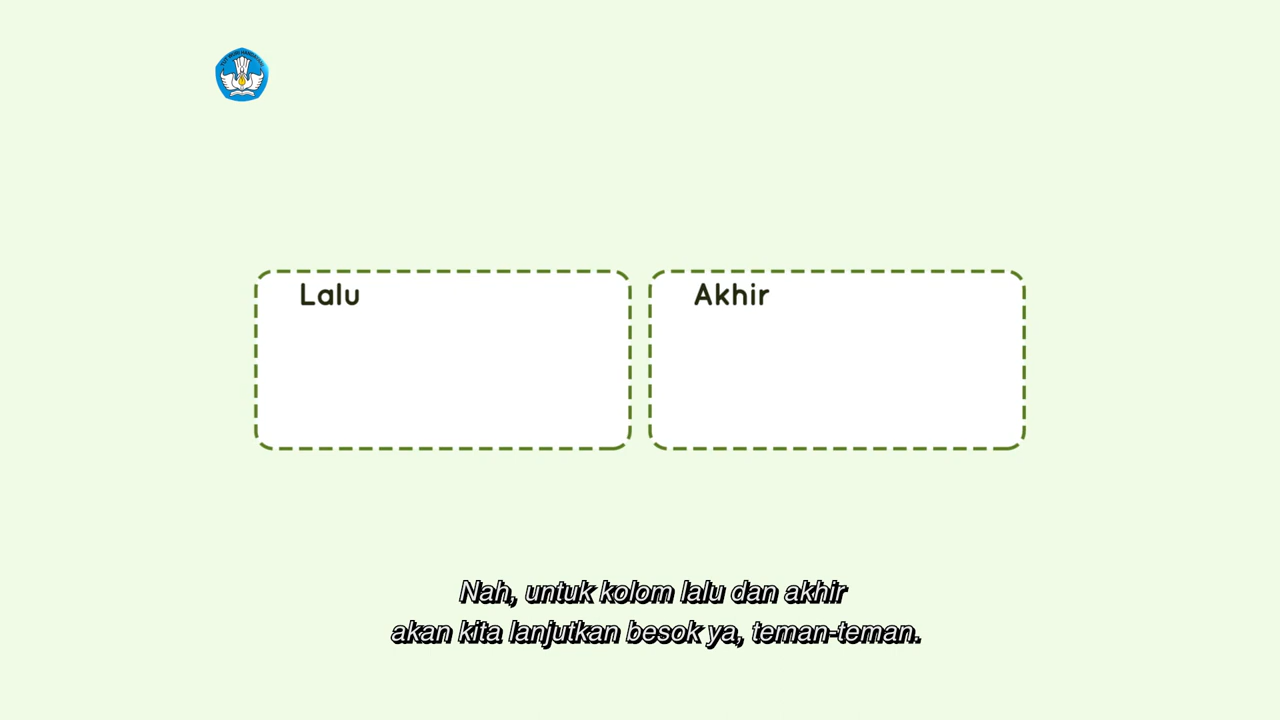 Lalu
Akhir
Nah, untuk kolom lalu dan akhir
akan kita lanjutkan besok ya, teman-teman.